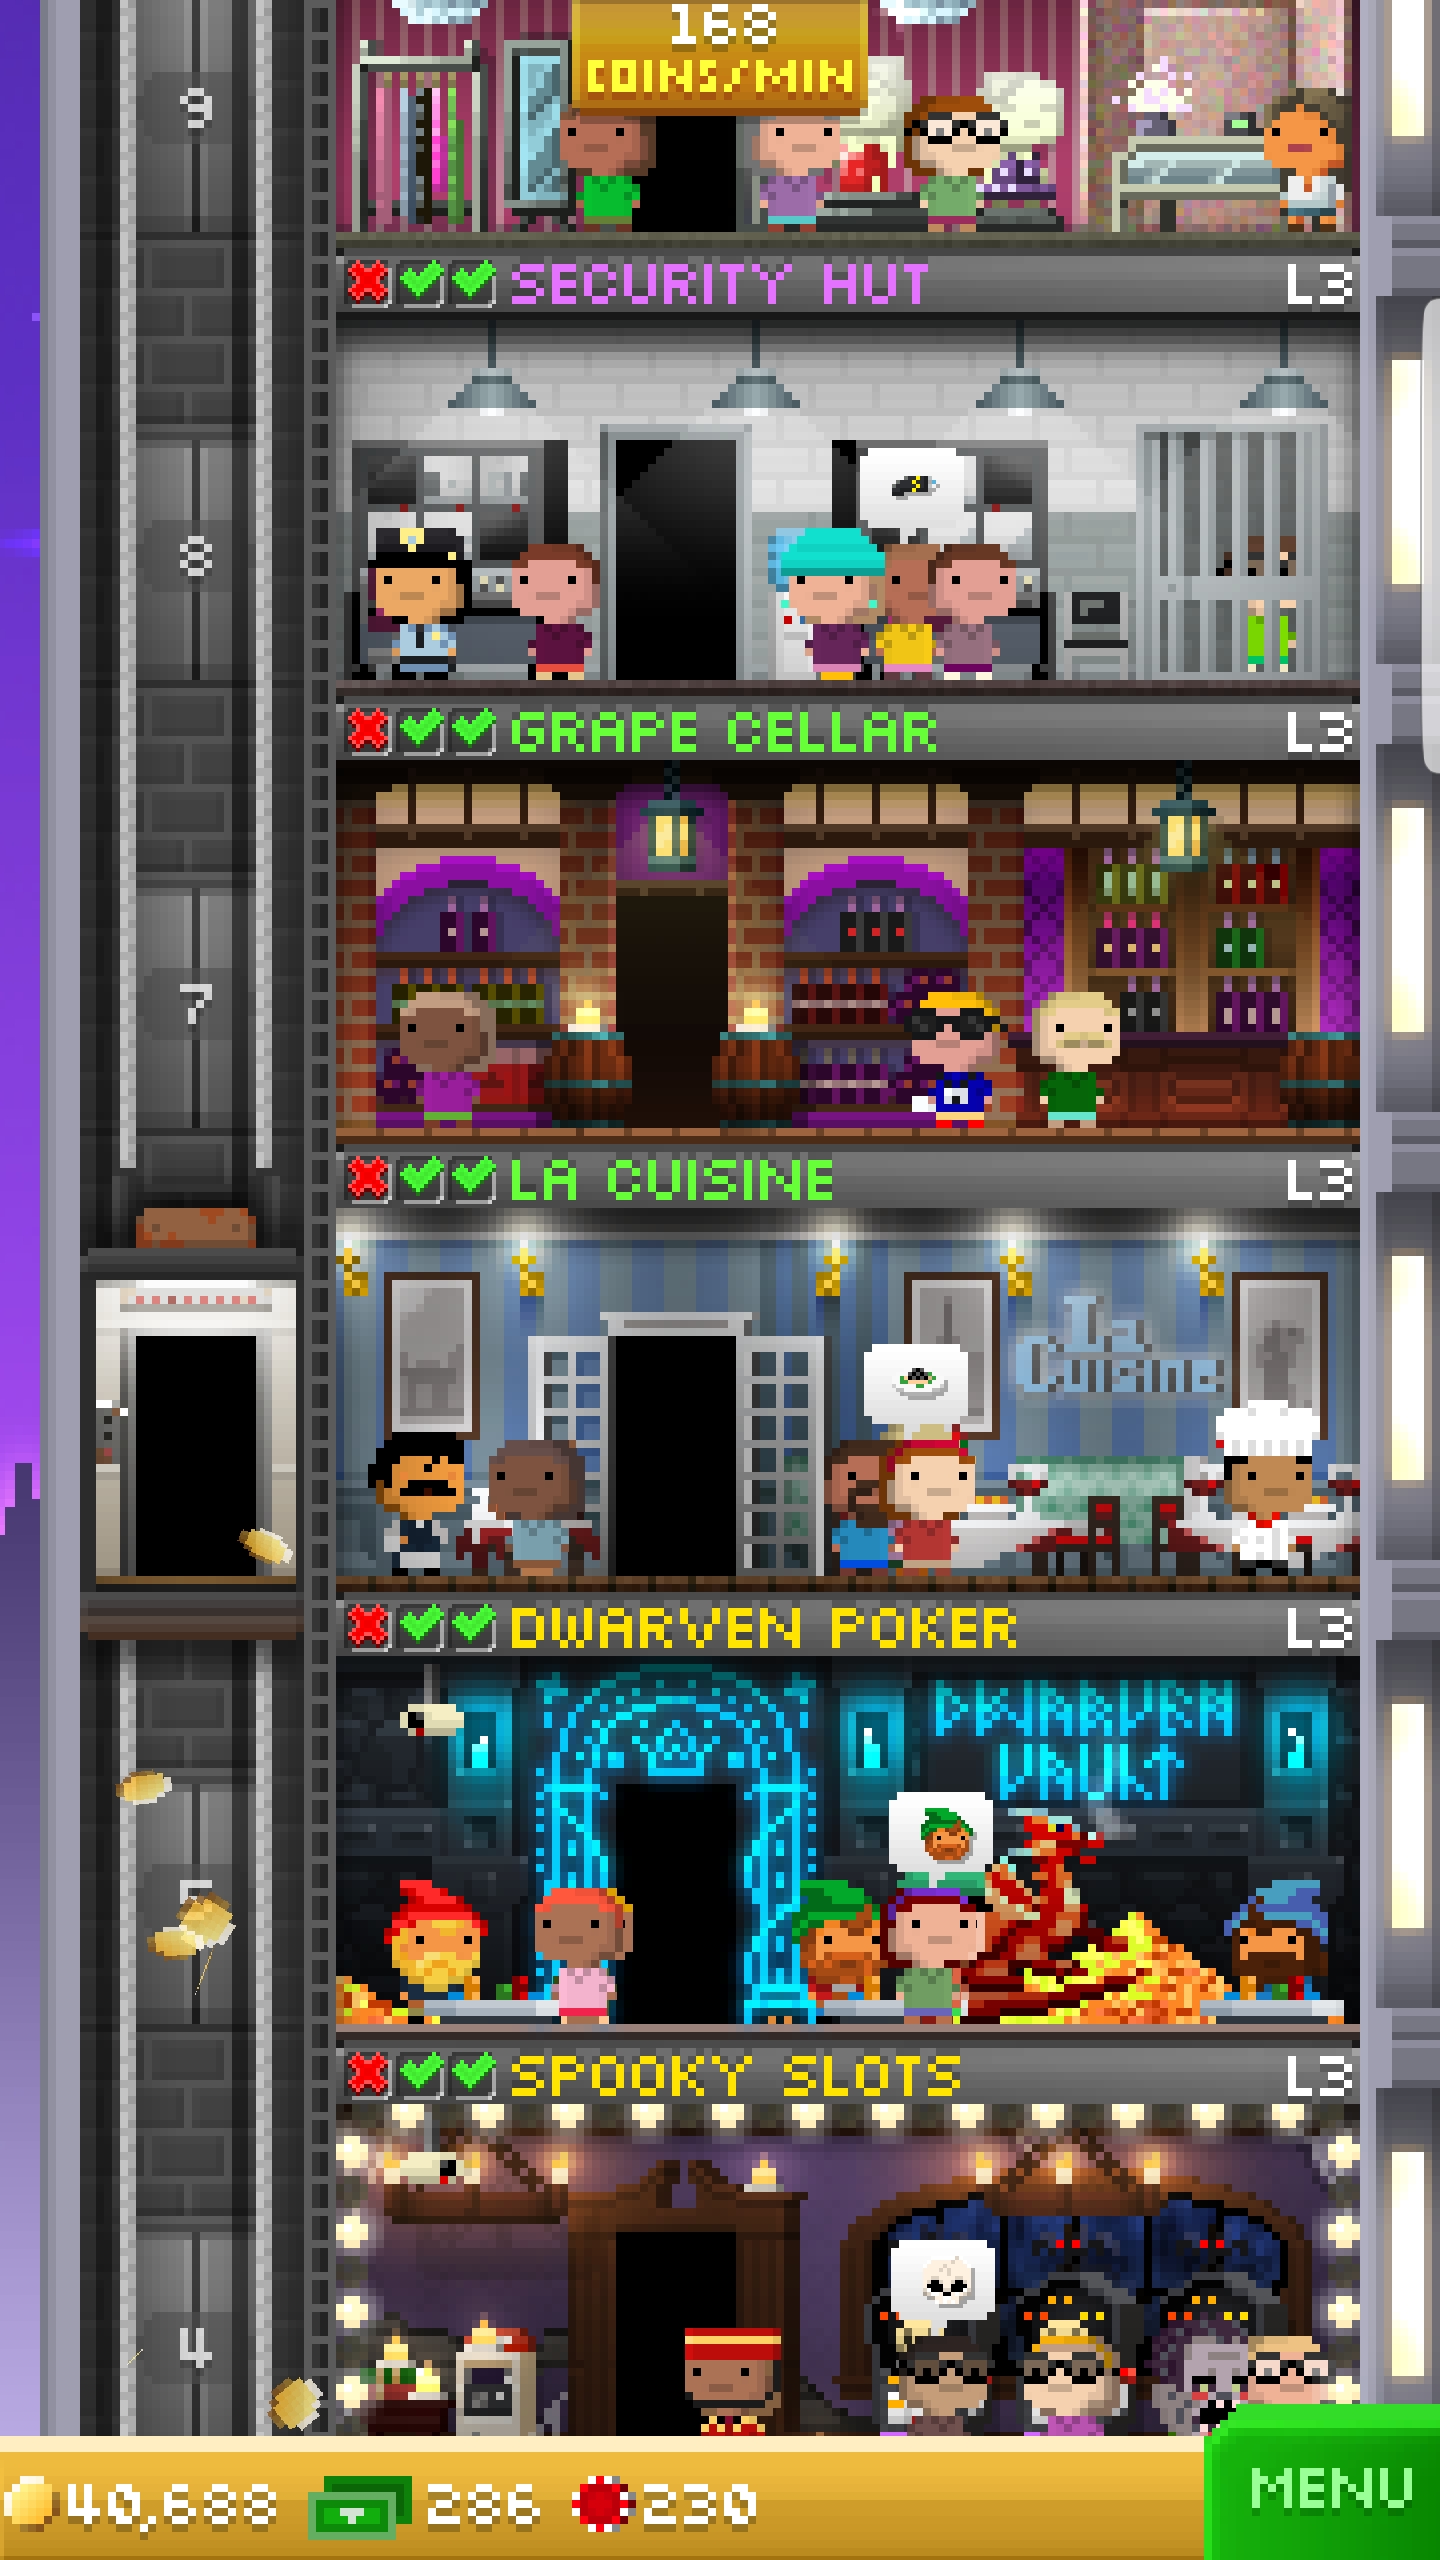 168
COINS/MIN
9
SECURITY HUT L3
8
GRAPE CELLAR L3
7
LA CUISINE L3
La
Cuisine
DWARVEN POKER L3
DWARVEN
VAULT
SPOOKY SLOTS L3
4
40,688 286 230
MENU